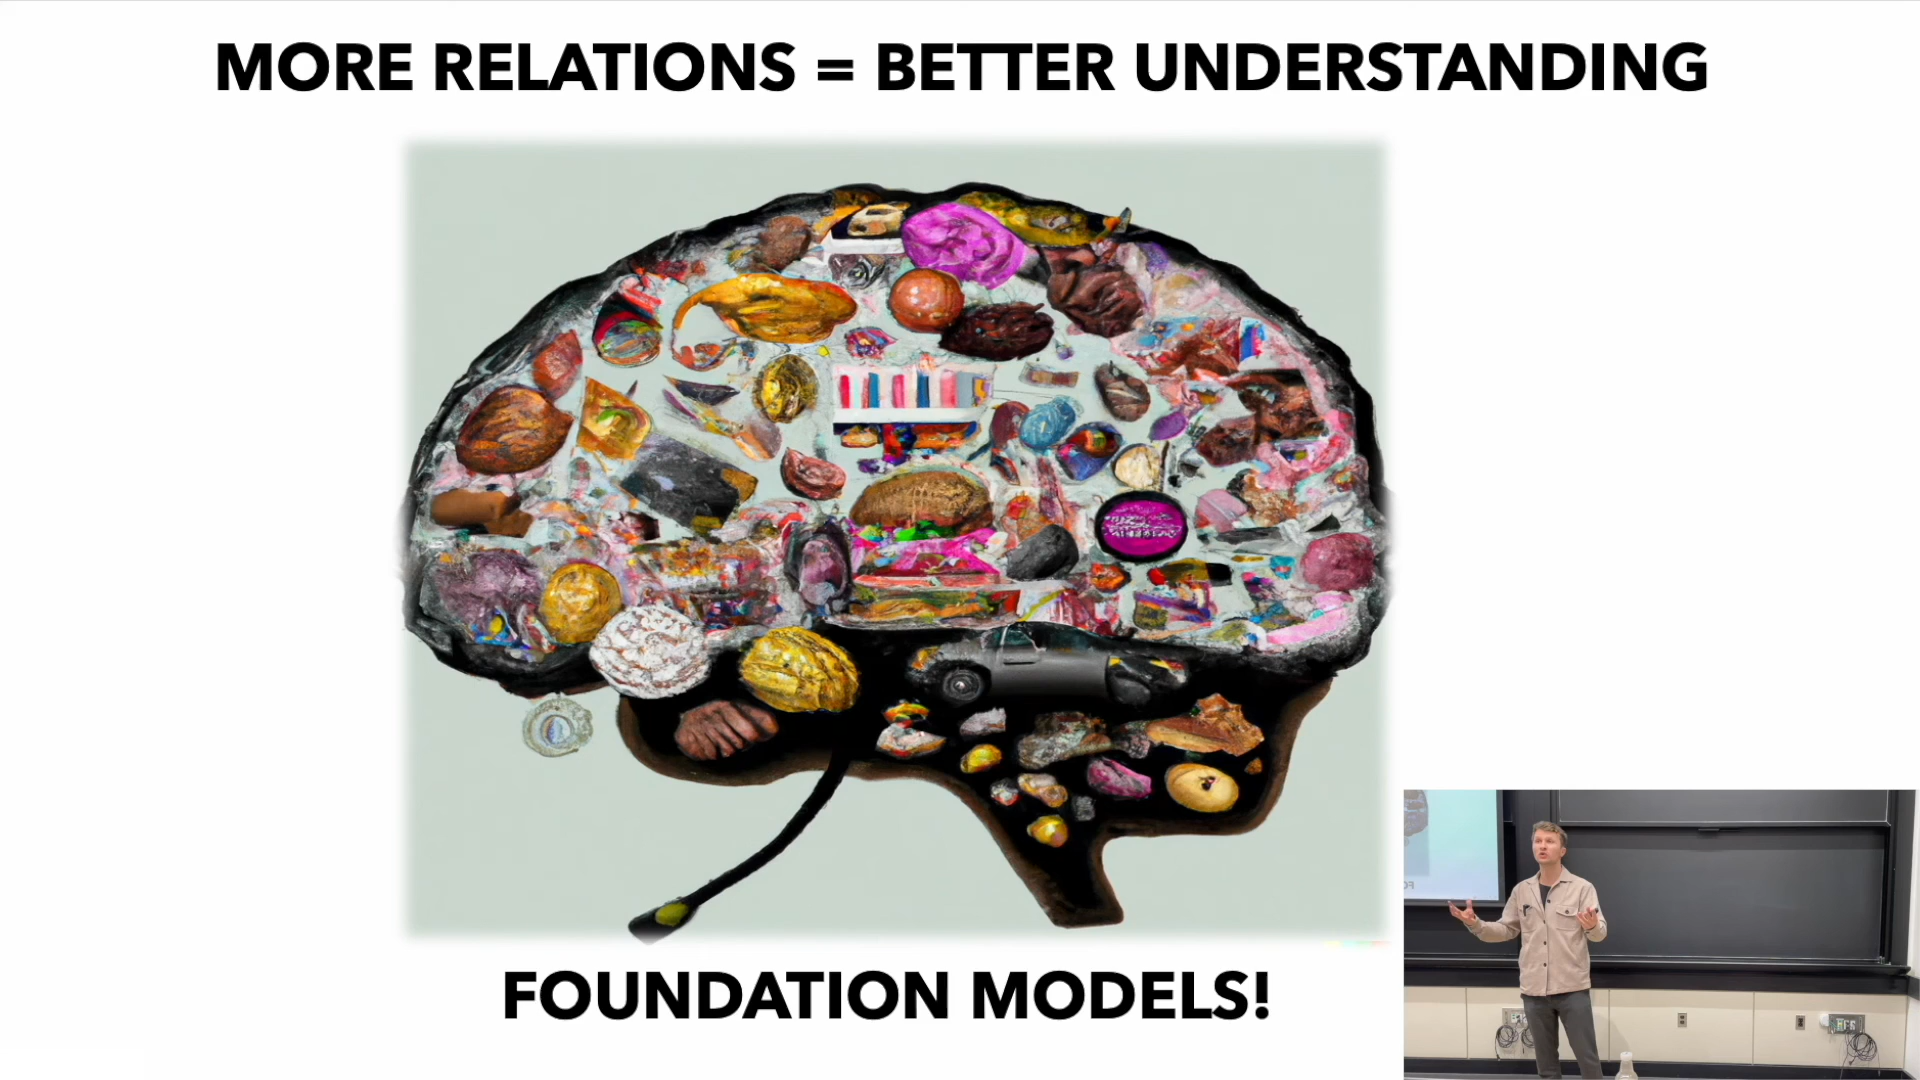 MORE RELATIONS = BETTER UNDERSTANDING
FOUNDATION MODELS!